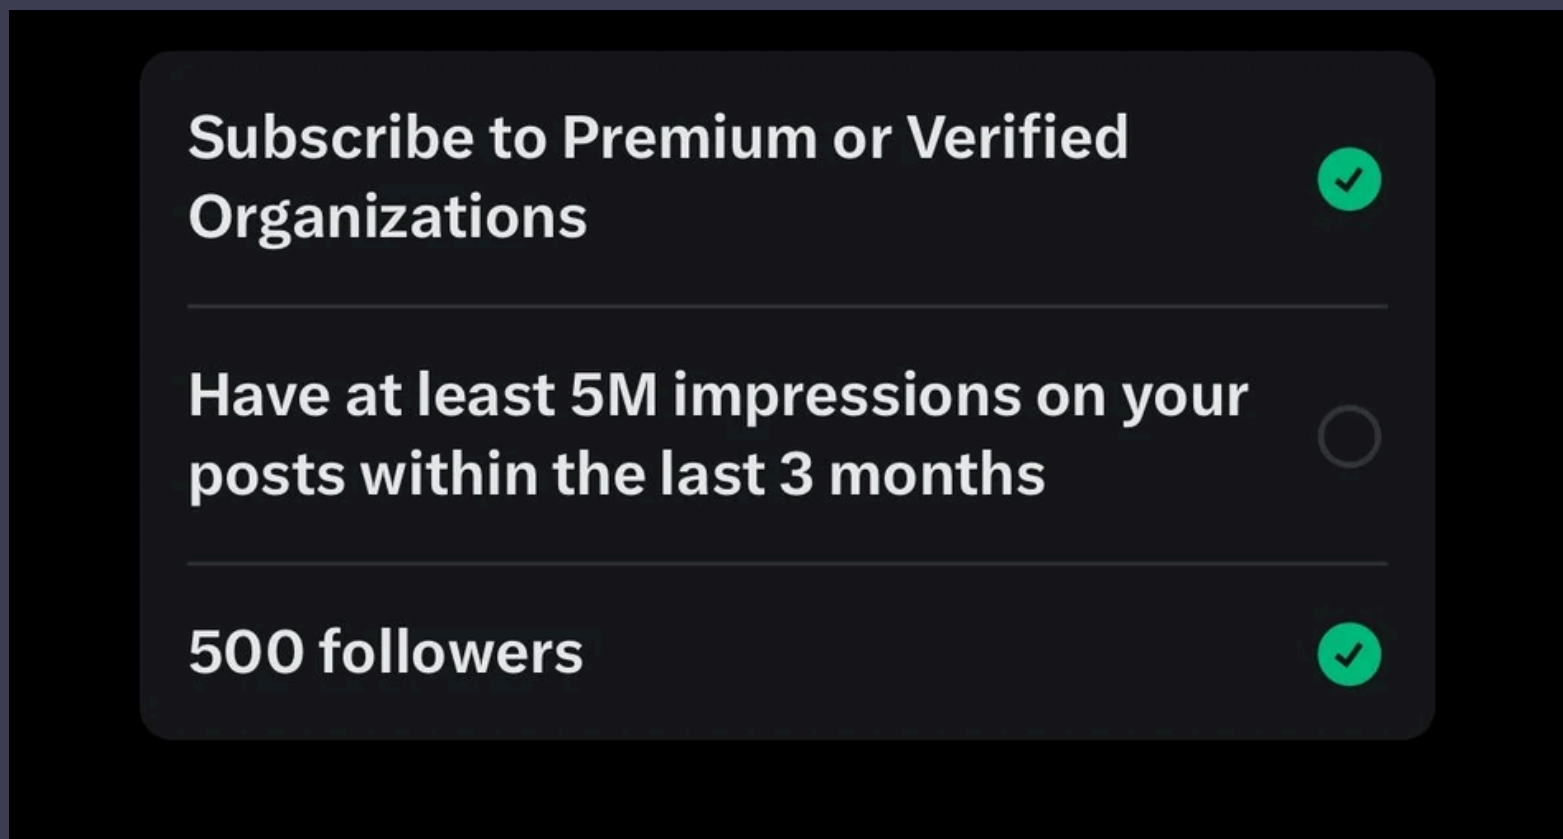 Subscribe to Premium or Verified
Organizations
Have at least 5M impressions on your
posts within the last 3 months
500 followers